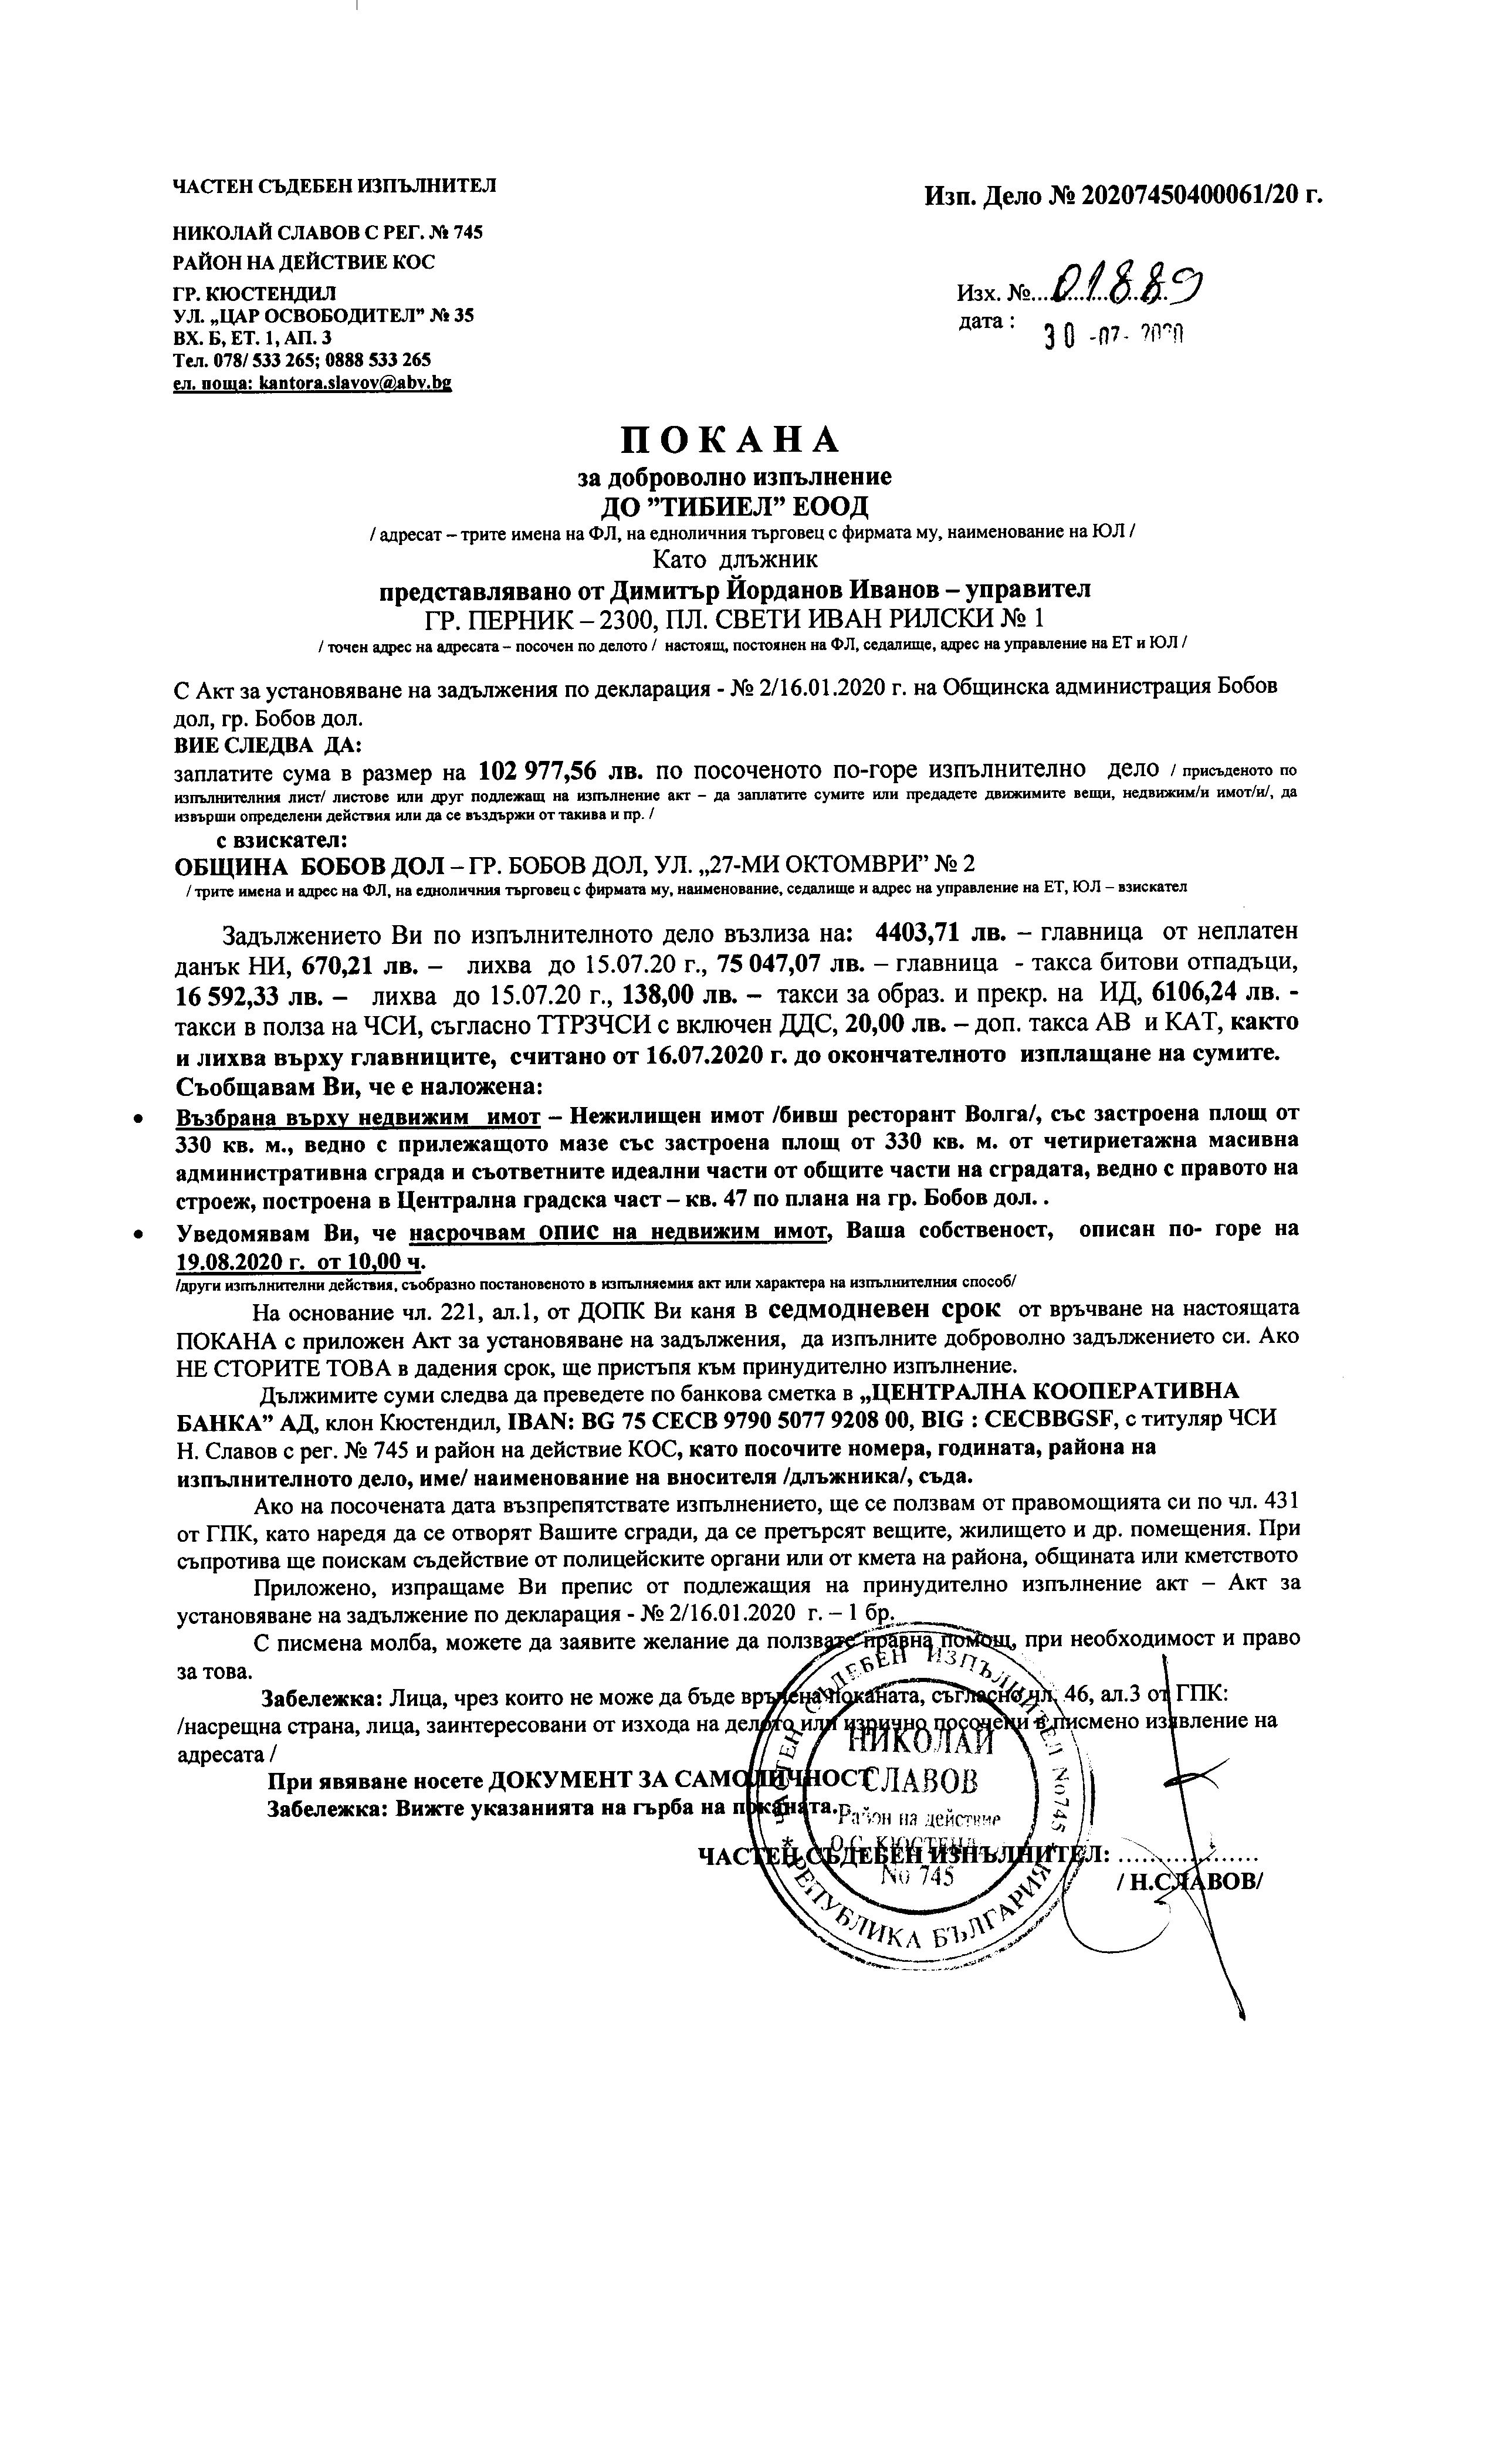 ЧАСТЕН СЪДЕБЕН ИЗПЪЛНИТЕЛ
Изп. Дело № 20207450400061/20 г.
НИКОЛАЙ СЛАВОВ С РЕГ. № 745
РАЙОН НА ДЕЙСТВИЕ КОС
ГР. КЮСТЕНДИЛ
УЛ. „ЦАР ОСВОБОДИТЕЛ” № 35
ВХ. Б, ЕТ. 1, АП. 3
Тел. 078/ 533 265; 0888 533 265
ел. поща: kantora.slavov@abv.bg
Изх. №....01889
дата : 30 -07- 2020
П О К А Н А
за доброволно изпълнение
ДО ”ТИБИЕЛ” ЕООД
/ адресат – трите имена на ФЛ, на едноличния търговец с фирмата му, наименование на ЮЛ /
Като длъжник
представлявано от Димитър Йорданов Иванов – управител
ГР. ПЕРНИК – 2300, ПЛ. СВЕТИ ИВАН РИЛСКИ № 1
/ точен адрес на адресата – посочен по делото / настоящ, постоянен на ФЛ, седалище, адрес на управление на ЕТ и ЮЛ /
С Акт за установяване на задължения по декларация - № 2/16.01.2020 г. на Общинска администрация Бобов
дол, гр. Бобов дол.
ВИЕ СЛЕДВА ДА:
заплатите сума в размер на 102 977,56 лв. по посоченото по-горе изпълнително дело / присъденото по
изпълнителния лист/ листове или друг подлежащ на изпълнение акт – да заплатите сумите или предадете движимите вещи, недвижим/и имот/и/, да
извърши определени действия или да се въздържи от такива и пр. /
с взискател:
ОБЩИНА БОБОВ ДОЛ – ГР. БОБОВ ДОЛ, УЛ. „27-МИ ОКТОМВРИ” № 2
/ трите имена и адрес на ФЛ, на едноличния търговец с фирмата му, наименование, седалище и адрес на управление на ЕТ, ЮЛ – взискател
Задължението Ви по изпълнителното дело възлиза на: 4403,71 лв. – главница от неплатен
данък НИ, 670,21 лв. – лихва до 15.07.20 г., 75 047,07 лв. – главница - такса битови отпадъци,
16 592,33 лв. – лихва до 15.07.20 г., 138,00 лв. – такси за образ. и прекр. на ИД, 6106,24 лв. -
такси в полза на ЧСИ, съгласно ТТРЗЧСИ с включен ДДС, 20,00 лв. – доп. такса АВ и КАТ, както
и лихва върху главниците, считано от 16.07.2020 г. до окончателното изплащане на сумите.
Съобщавам Ви, че е наложена:
• Възбрана върху недвижим имот – Нежилищен имот /бивш ресторант Волга/, със застроена площ от
330 кв. м., ведно с прилежащото мазе със застроена площ от 330 кв. м. от четириетажна масивна
административна сграда и съответните идеални части от общите части на сградата, ведно с правото на
строеж, построена в Централна градска част – кв. 47 по плана на гр. Бобов дол. .
• Уведомявам Ви, че насрочвам ОПИС на недвижим имот, Ваша собственост, описан по- горе на
19.08.2020 г. от 10,00 ч.
/други изпълнителни действия, съобразно постановеното в изпълняемия акт или характера на изпълнителния способ/
На основание чл. 221, ал.1, от ДОПК Ви каня в седмодневен срок от връчване на настоящата
ПОКАНА с приложен Акт за установяване на задължения, да изпълните доброволно задължението си. Ако
НЕ СТОРИТЕ ТОВА в дадения срок, ще пристъпя към принудително изпълнение.
Дължимите суми следва да преведете по банкова сметка в „ЦЕНТРАЛНА КООПЕРАТИВНА
БАНКА” АД, клон Кюстендил, IBAN: BG 75 CECB 9790 5077 9208 00, BIG : CECBBGSF, с титуляр ЧСИ
Н. Славов с рег. № 745 и район на действие КОС, като посочите номера, годината, района на
изпълнителното дело, име/ наименование на вносителя /длъжника/, съда.
Ако на посочената дата възпрепятствате изпълнението, ще се ползвам от правомощията си по чл. 431
от ГПК, като наредя да се отворят Вашите сгради, да се претърсят вещите, жилището и др. помещения. При
съпротива ще поискам съдействие от полицейските органи или от кмета на района, общината или кметството
Приложено, изпращаме Ви препис от подлежащия на принудително изпълнение акт – Акт за
установяване на задължение по декларация - № 2/16.01.2020 г. – 1 бр.
С писмена молба, можете да заявите желание да ползвате правна помощ, при необходимост и право
за това.
Забележка: Лица, чрез които не може да бъде връчена поканата, съгласно чл. 46, ал.3 от ГПК:
/насрещна страна, лица, заинтересовани от изхода на делото или изрично посочени в писмено изявление на
адресата /
При явяване носете ДОКУМЕНТ ЗА САМОЛИЧНОСТ
Забележка: Вижте указанията на гърба на поканата.
ЧАСТЕН СЪДЕБЕН ИЗПЪЛНИТЕЛ: ..................
/ Н.СЛАВОВ/
ЧАСТЕН СЪДЕБЕН ИЗПЪЛНИТЕЛ No745
* РЕПУБЛИКА БЪЛГАРИЯ *
НИКОЛАЙ
СЛАВОВ
Район на действие
О.С. КЮСТЕНД
No 745